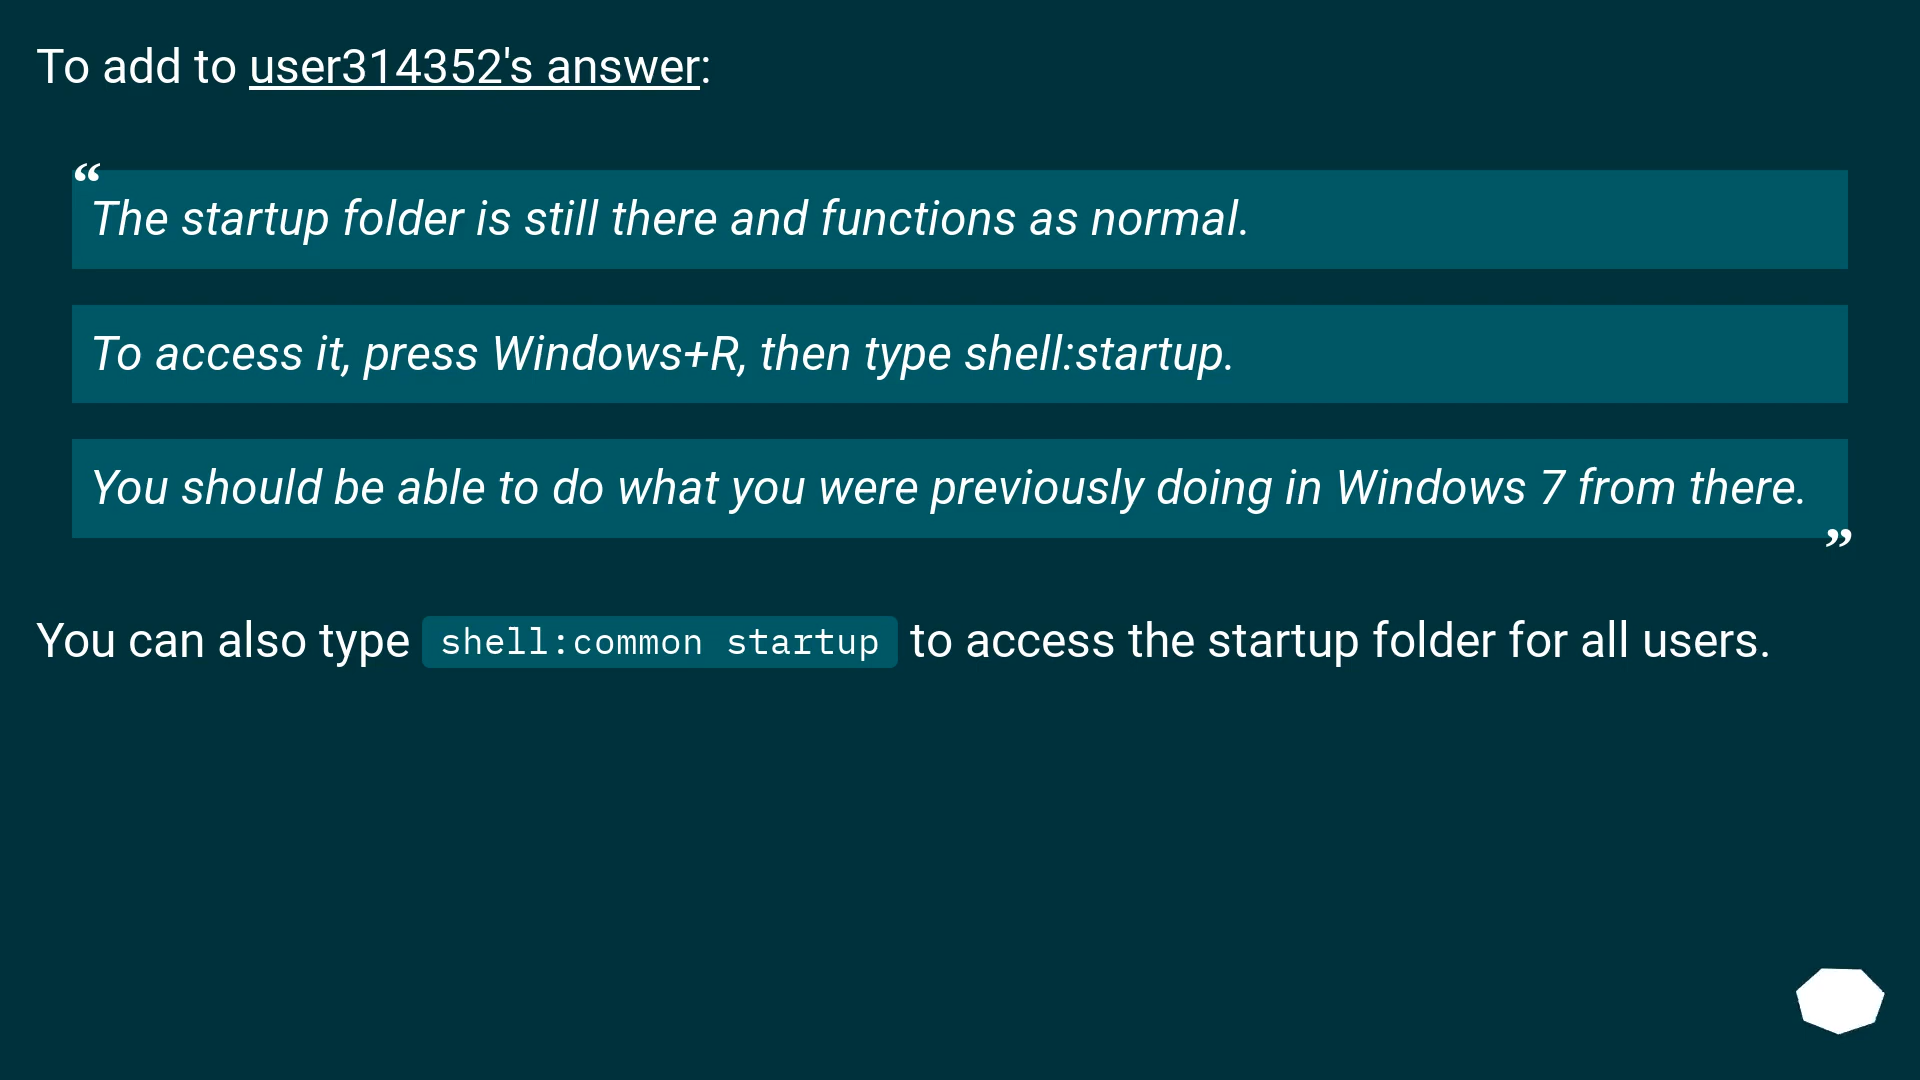 To add to user314352's answer:
“
The startup folder is still there and functions as normal.
To access it, press Windows+R, then type shell:startup.
You should be able to do what you were previously doing in Windows 7 from there.
”
You can also type shell:common startup to access the startup folder for all users.